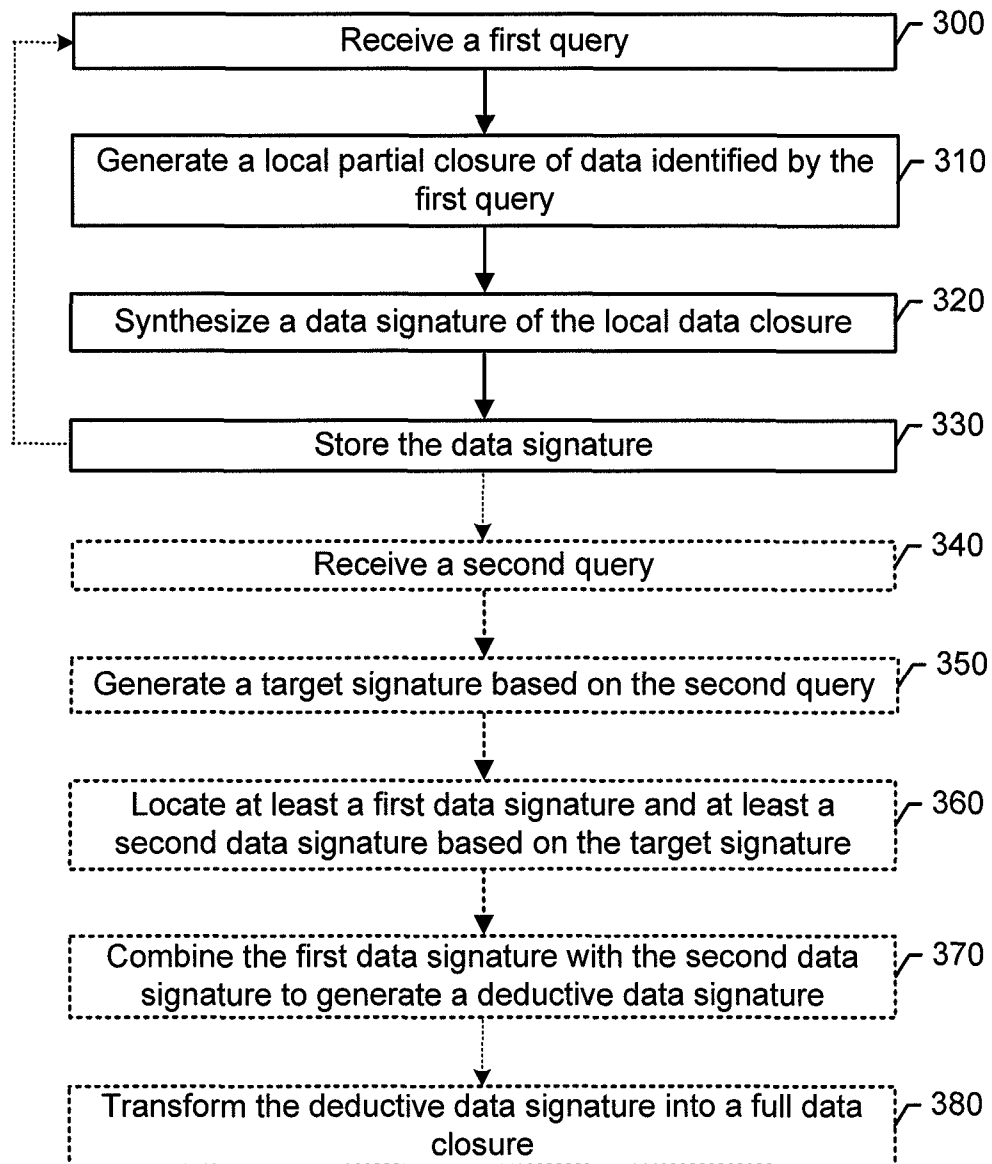 Receive a first query
300
Generate a local partial closure of data identified by the
first query
310
Synthesize a data signature of the local data closure
320
Store the data signature
330
Receive a second query
340
Generate a target signature based on the second query
350
Locate at least a first data signature and at least a
second data signature based on the target signature
360
Combine the first data signature with the second data
signature to generate a deductive data signature
370
Transform the deductive data signature into a full data
closure
380